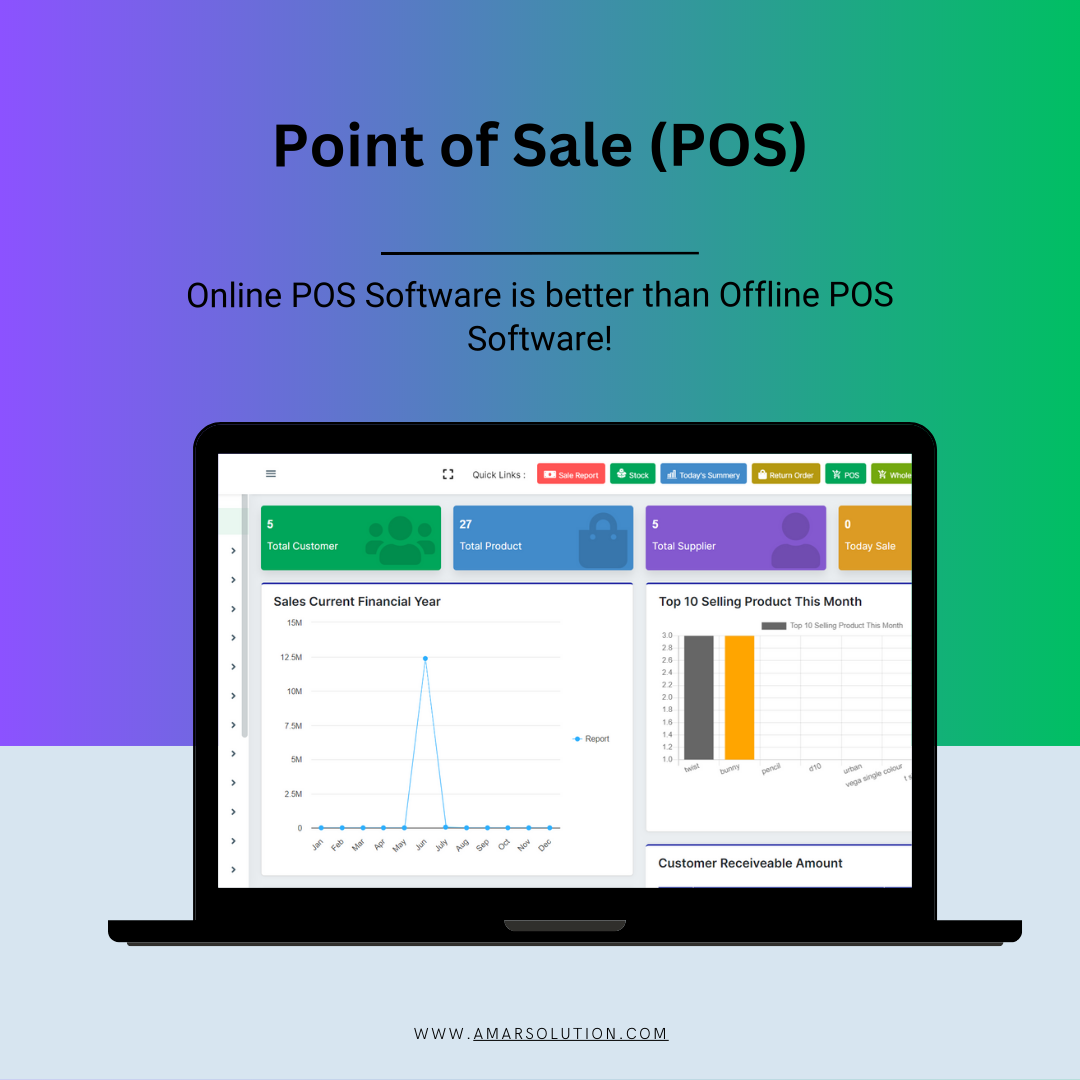 Point of Sale (POS)
Online POS Software is better than Offline POS
Software!
Quick Links :
Sale Report
Stock
Today's Summery
Return Order
POS
Whole
5
Total Customer
27
Total Product
5
Total Supplier
0
Today Sale
Sales Current Financial Year
15M
12.5M
10M
7.5M
5M
2.5M
0
Jan
Feb
Mar
Apr
May
Jun
July
Aug
Sep
Oct
Nov
Dec
Report
Top 10 Selling Product This Month
Top 10 Selling Product This Month
3.0
2.8
2.6
2.4
2.2
2.0
1.8
1.6
1.4
1.2
1.0
twist
bunny
pencil
d10
urban
vega single colour
Customer Receiveable Amount
WWW.AMARSOLUTION.COM